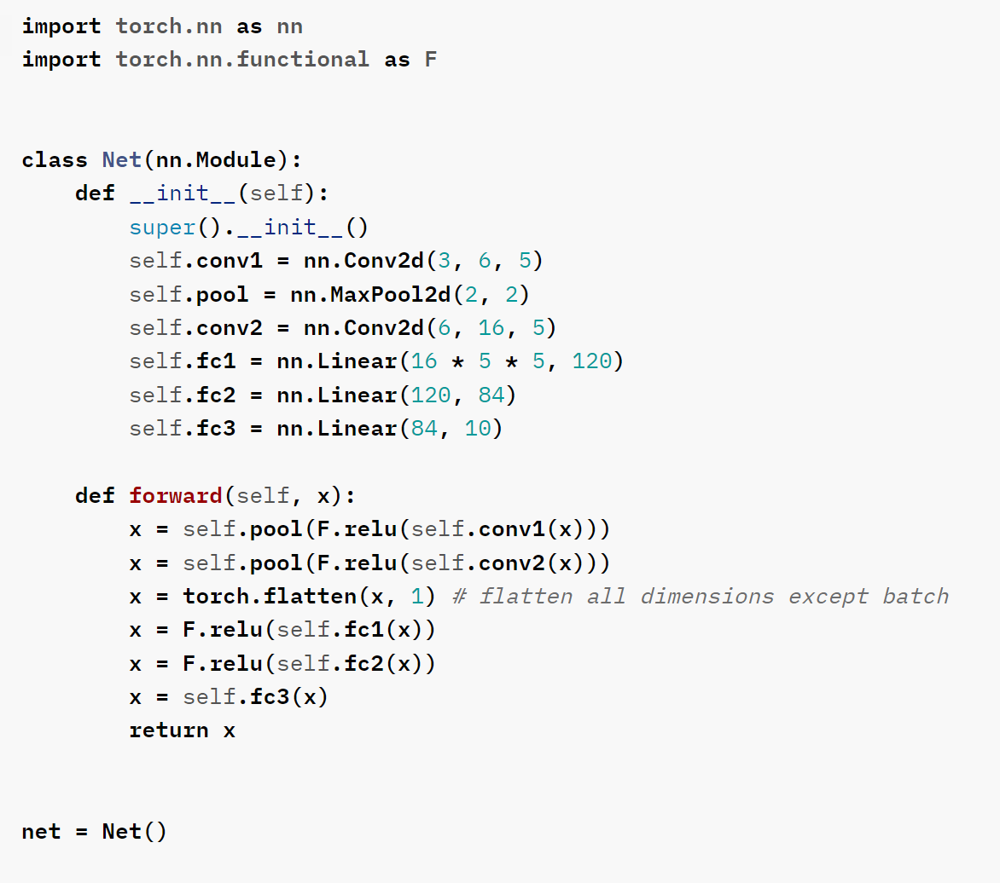 import torch.nn as nn
import torch.nn.functional as F
class Net(nn.Module):
    def __init__(self):
        super().__init__()
        self.conv1 = nn.Conv2d(3, 6, 5)
        self.pool = nn.MaxPool2d(2, 2)
        self.conv2 = nn.Conv2d(6, 16, 5)
        self.fc1 = nn.Linear(16 * 5 * 5, 120)
        self.fc2 = nn.Linear(120, 84)
        self.fc3 = nn.Linear(84, 10)
    def forward(self, x):
        x = self.pool(F.relu(self.conv1(x)))
        x = self.pool(F.relu(self.conv2(x)))
        x = torch.flatten(x, 1) # flatten all dimensions except batch
        x = F.relu(self.fc1(x))
        x = F.relu(self.fc2(x))
        x = self.fc3(x)
        return x
net = Net()